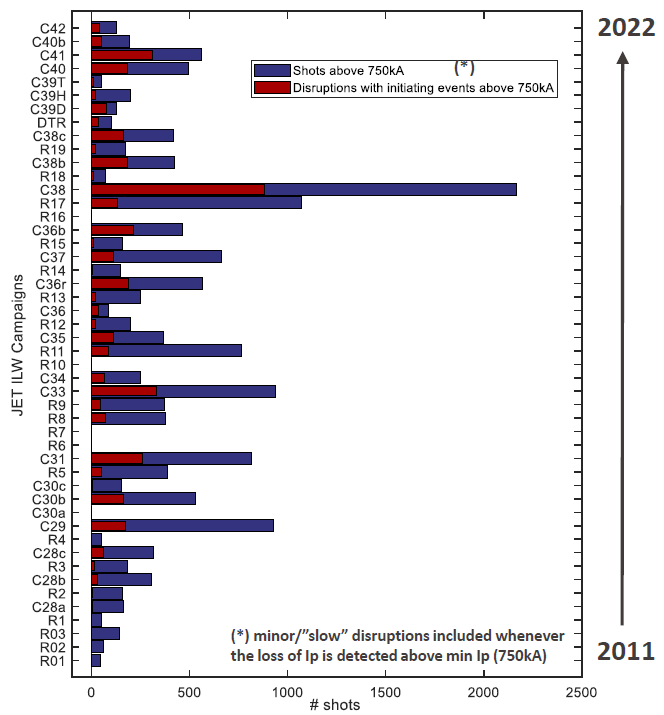 2022
C42
C40b
C41
C40
C39T
C39H
C39D
DTR
C38c
R19
C38b
R18
C38
R17
R16
C36b
R15
C37
R14
C36r
R13
C36
R12
C35
R11
R10
C34
C33
R9
R8
R7
R6
C31
R5
C30c
C30b
C30a
C29
R4
C28c
R3
C28b
R2
C28a
R1
R03
R02
R01
JET ILW Campaigns
Shots above 750kA (*)
Disruptions with initiating events above 750kA
(*) minor/”slow” disruptions included whenever
the loss of Ip is detected above min Ip (750kA)
2011
0 500 1000 1500 2000 2500
# shots